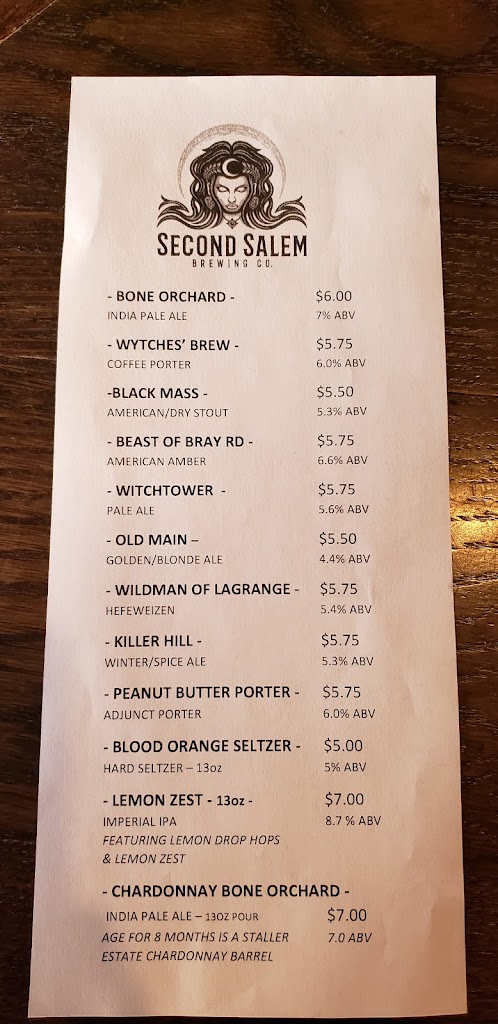 SECOND SALEM
BREWING CO.
- BONE ORCHARD - $6.00
INDIA PALE ALE 7% ABV
- WYTCHES' BREW - $5.75
COFFEE PORTER 6.0% ABV
-BLACK MASS - $5.50
AMERICAN/DRY STOUT 5.3% ABV
- BEAST OF BRAY RD - $5.75
AMERICAN AMBER 6.6% ABV
- WITCHTOWER - $5.75
PALE ALE 5.6% ABV
- OLD MAIN – $5.50
GOLDEN/BLONDE ALE 4.4% ABV
- WILDMAN OF LAGRANGE - $5.75
HEFEWEIZEN 5.4% ABV
- KILLER HILL - $5.75
WINTER/SPICE ALE 5.3% ABV
- PEANUT BUTTER PORTER - $5.75
ADJUNCT PORTER 6.0% ABV
- BLOOD ORANGE SELTZER - $5.00
HARD SELTZER – 13oz 5% ABV
- LEMON ZEST - 13oz - $7.00
IMPERIAL IPA 8.7 % ABV
FEATURING LEMON DROP HOPS
& LEMON ZEST
- CHARDONNAY BONE ORCHARD -
INDIA PALE ALE – 13OZ POUR $7.00
AGE FOR 8 MONTHS IS A STALLER 7.0 ABV
ESTATE CHARDONNAY BARREL